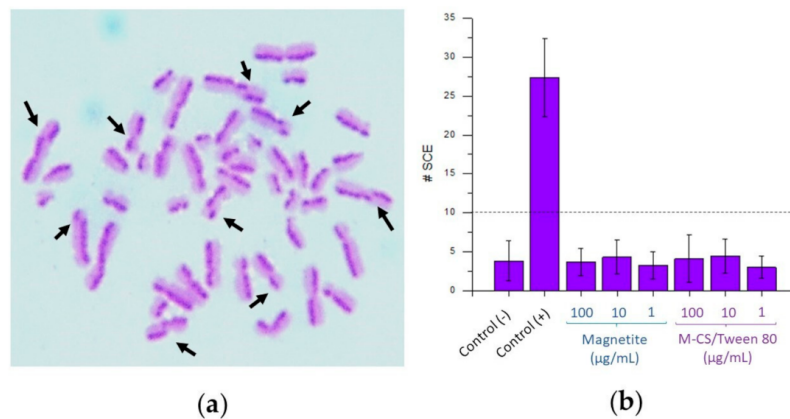 (a)
35
30
25
20
15
10
5
0
# SCE
Control (-)
Control (+)
100 10 1
Magnetite
(μg/mL)
100 10 1
M-CS/Tween 80
(μg/mL)
(b)